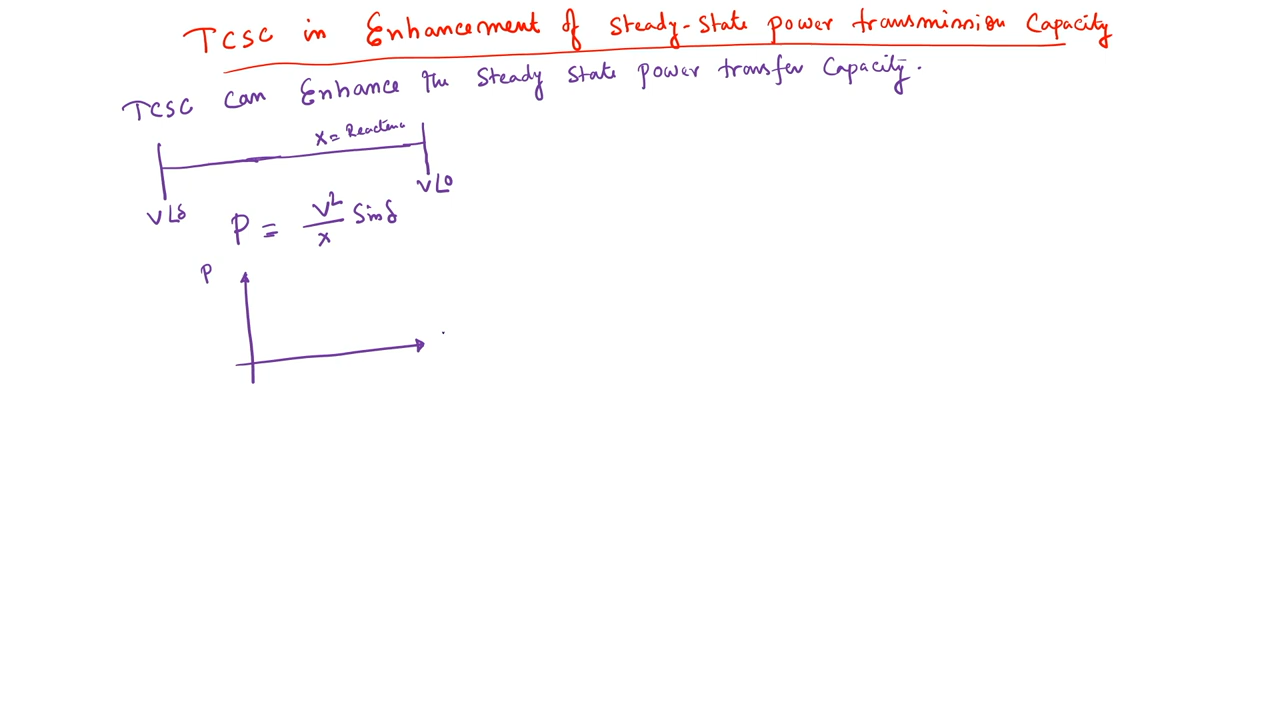 TCSC in Enhancement of Steady-State power transmission Capacity
TCSC can Enhance the Steady State power transfer Capacity.
X =
V∠δ
V∠0
P = V²/x Sinδ
P